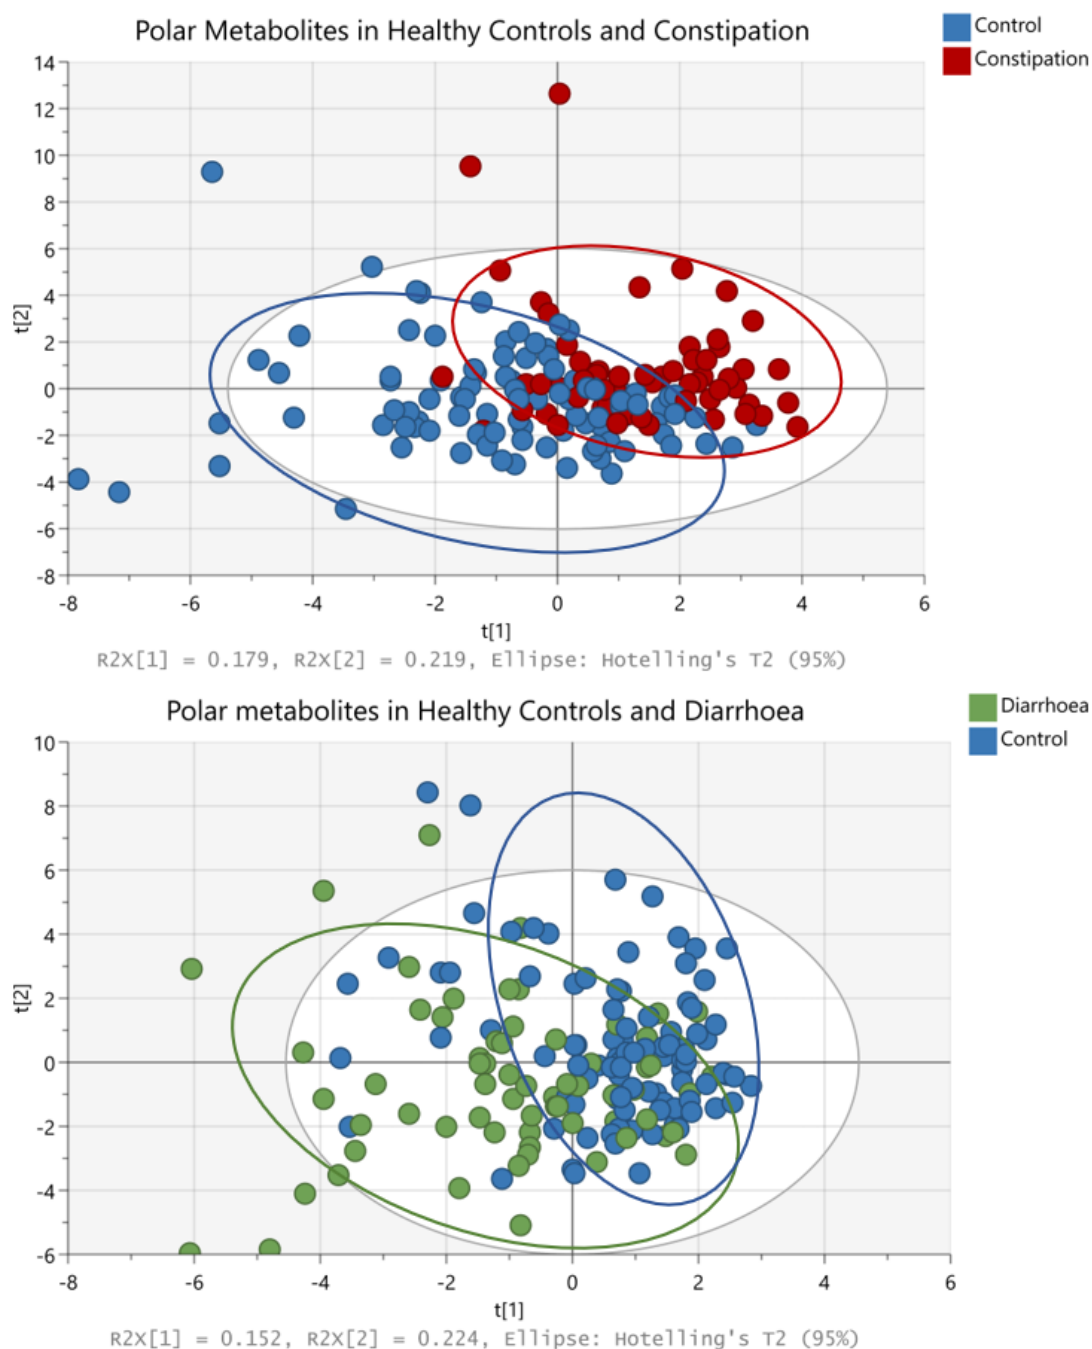 Polar Metabolites in Healthy Controls and Constipation
Control
Constipation
14
12
10
8
6
4
2
0
-2
-4
-6
-8
t[2]
-8 -6 -4 -2 0 2 4 6
t[1]
R2X[1] = 0.179, R2X[2] = 0.219, Ellipse: Hotelling's T2 (95%)
Polar metabolites in Healthy Controls and Diarrhoea
Diarrhoea
Control
10
8
6
4
2
0
-2
-4
-6
t[2]
-8 -6 -4 -2 0 2 4 6
t[1]
R2X[1] = 0.152, R2X[2] = 0.224, Ellipse: Hotelling's T2 (95%)